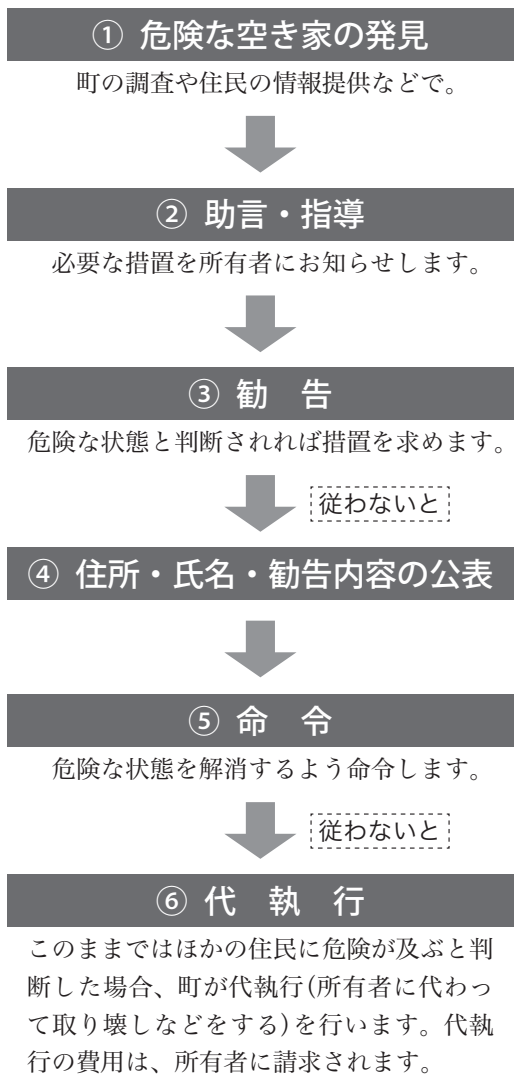 ① 危険な空き家の発見
町の調査や住民の情報提供などで。
② 助言・指導
必要な措置を所有者にお知らせします。
③ 勧　告
危険な状態と判断されれば措置を求めます。
従わないと
④ 住所・氏名・勧告内容の公表
⑤ 命　令
危険な状態を解消するよう命令します。
従わないと
⑥ 代　執　行
このままではほかの住民に危険が及ぶと判
断した場合、町が代執行(所有者に代わっ
て取り壊しなどをする)を行います。代執
行の費用は、所有者に請求されます。